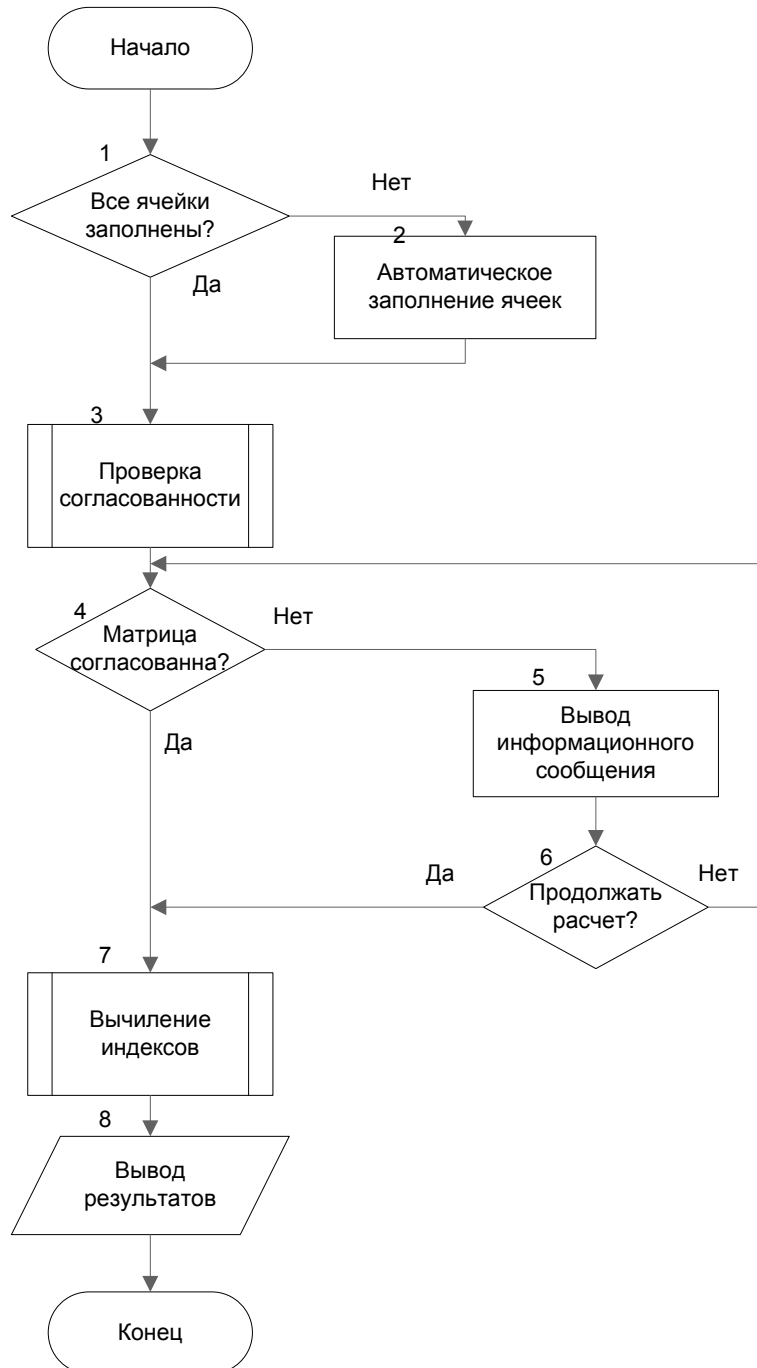 Начало
1
Все ячейки
заполнены?
Нет
Да
2
Автоматическое
заполнение ячеек
3
Проверка
согласованности
4
Матрица
согласованна?
Нет
Да
5
Вывод
информационного
сообщения
6
Продолжать
расчет?
Да
Нет
7
Вычиление
индексов
8
Вывод
результатов
Конец